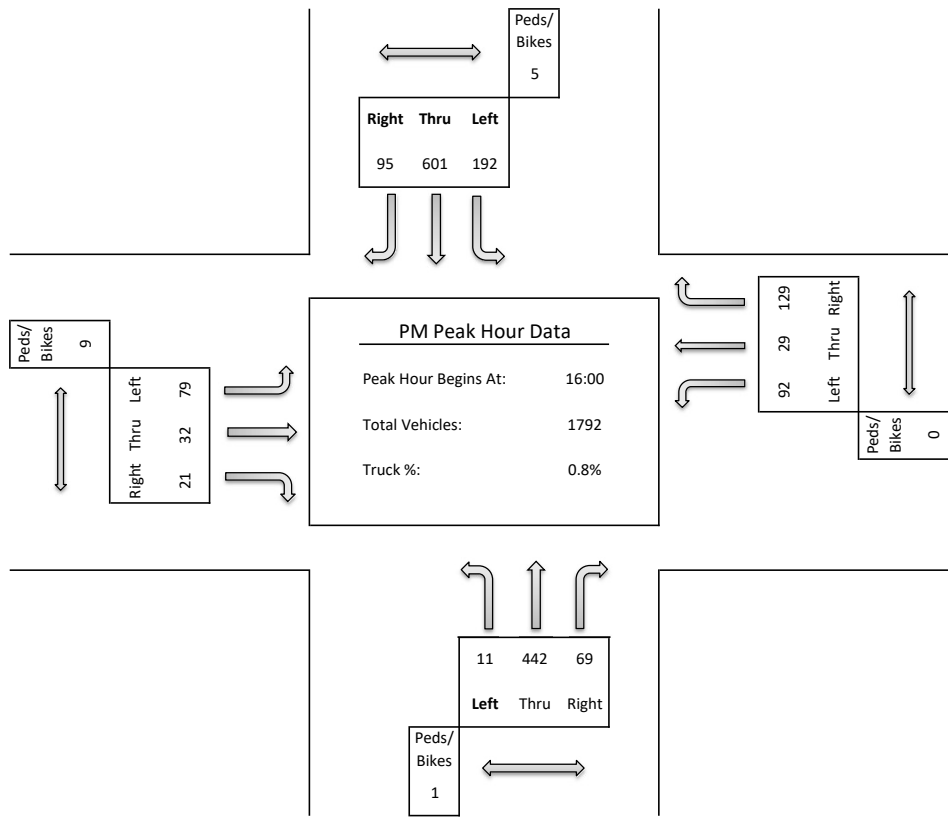 Peds/
Bikes
5
Right Thru Left
95 601 192
129 Right
29 Thru
92 Left
Peds/
Bikes
0
PM Peak Hour Data
Peak Hour Begins At: 16:00
Total Vehicles: 1792
Truck %: 0.8%
Peds/
Bikes
9
Left 79
Thru 32
Right 21
11 442 69
Left Thru Right
Peds/
Bikes
1